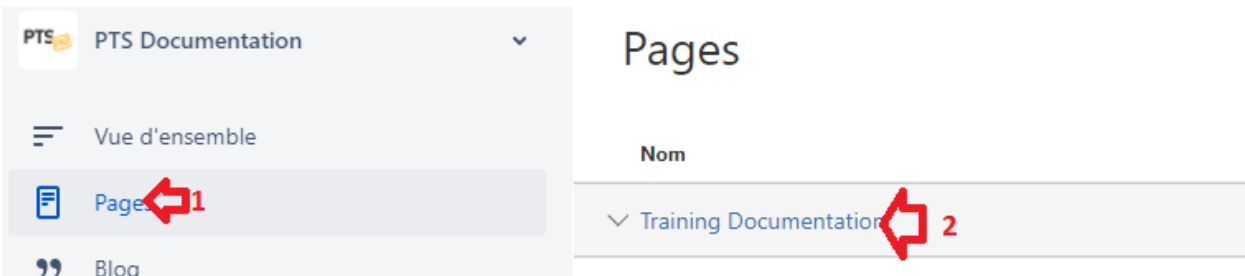 PTS
PTS Documentation
Vue d'ensemble
Pages
1
Blog
Pages
Nom
Training Documentation
2